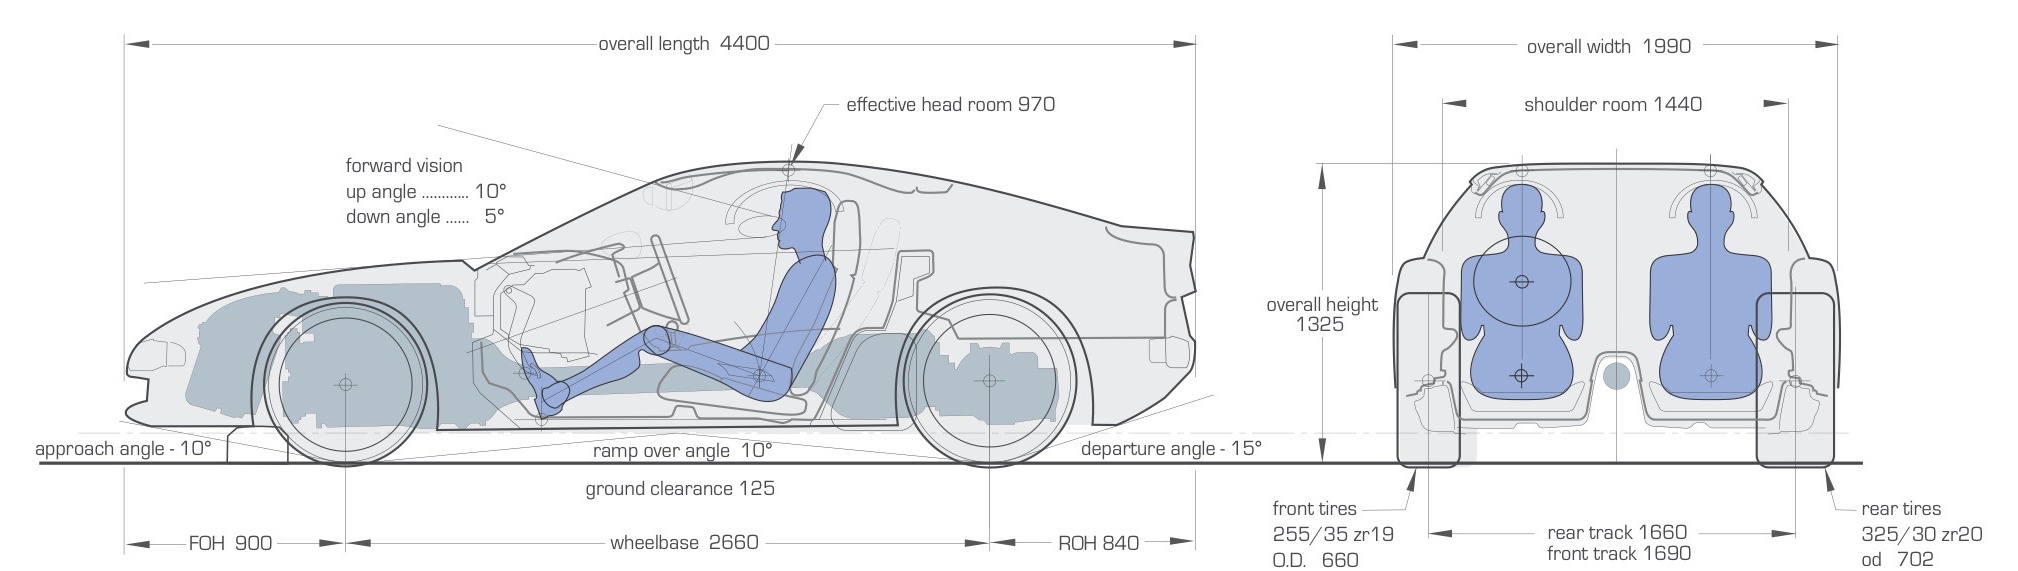 overall length 4400
overall width 1990
effective head room 970
shoulder room 1440
forward vision
up angle ............ 10°
down angle ...... 5°
overall height
1325
approach angle - 10°
ramp over angle 10°
departure angle - 15°
ground clearance 125
FOH 900
wheelbase 2660
ROH 840
front tires
255/35 zr19
O.D. 660
rear track 1660
front track 1690
rear tires
325/30 zr20
od 702